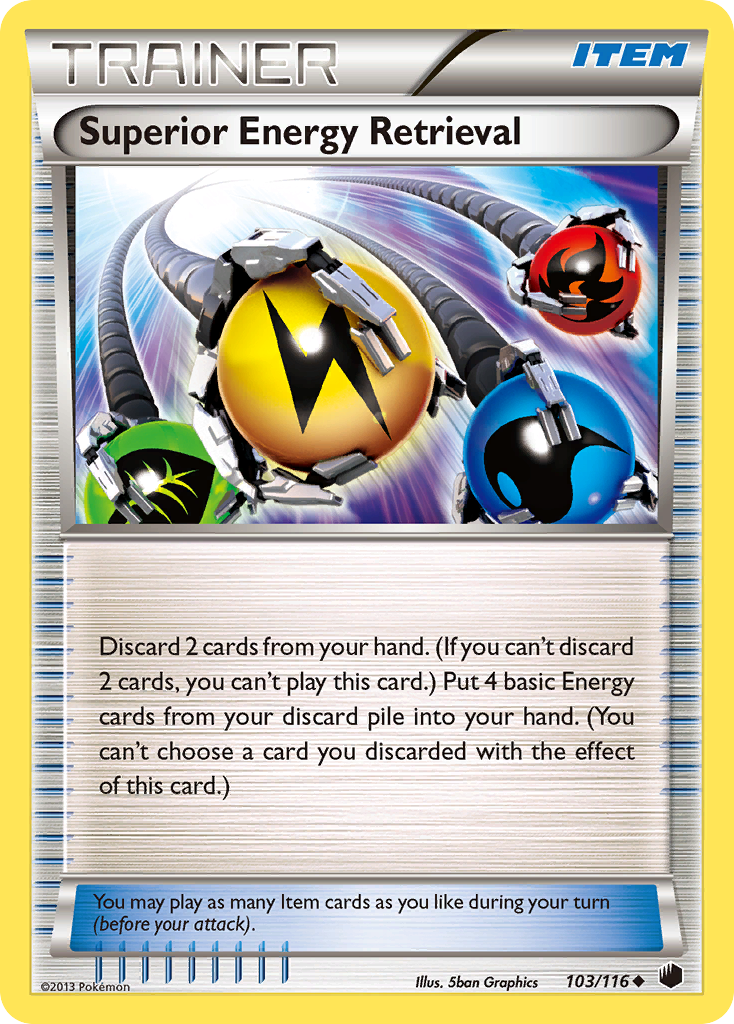 TRAINER
ITEM
Superior Energy Retrieval
Discard 2 cards from your hand. (If you can't discard
2 cards, you can't play this card.) Put 4 basic Energy
cards from your discard pile into your hand. (You
can't choose a card you discarded with the effect
of this card.)
You may play as many Item cards as you like during your turn
(before your attack).
©2013 Pokémon
Illus. 5ban Graphics
103/116